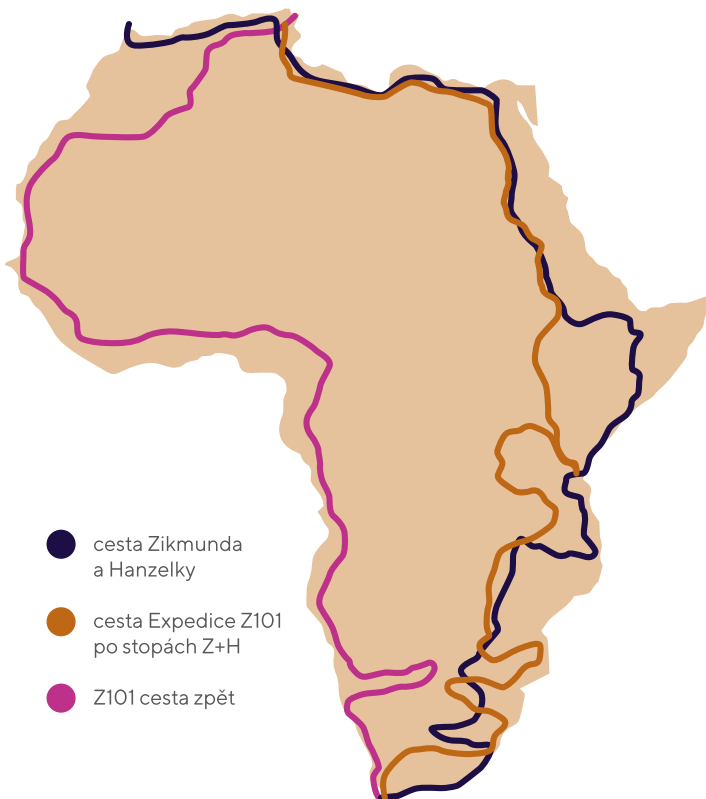 cesta Zikmunda
a Hanzelky
cesta Expedice Z101
po stopách Z+H
Z101 cesta zpět